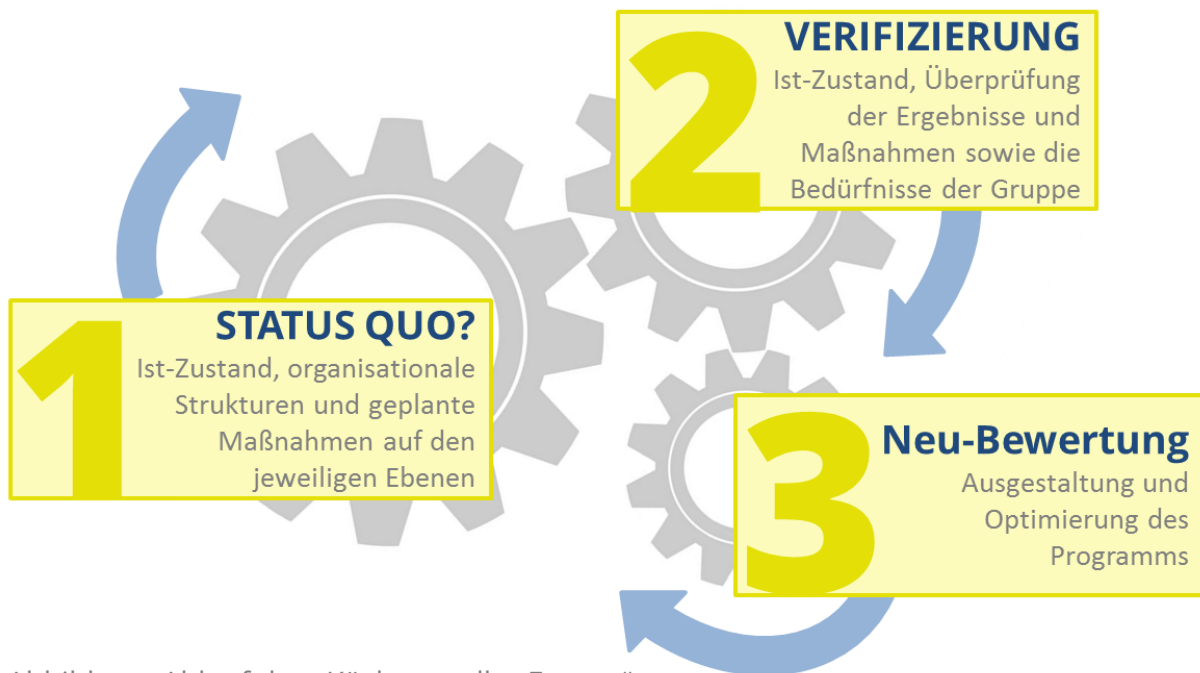 2
VERIFIZIERUNG
Ist-Zustand, Überprüfung
der Ergebnisse und
Maßnahmen sowie die
Bedürfnisse der Gruppe
1
STATUS QUO?
Ist-Zustand, organisationale
Strukturen und geplante
Maßnahmen auf den
jeweiligen Ebenen
3
Neu-Bewertung
Ausgestaltung und
Optimierung des
Programms